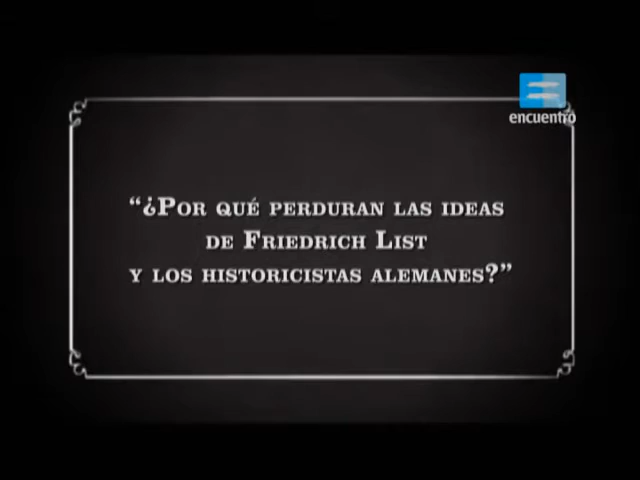 encuentro
“¿Por qué perduran las ideas
de Friedrich List
y los historicistas alemanes?”